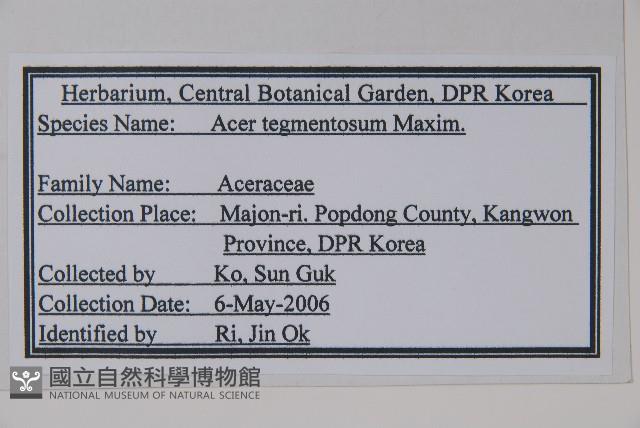 Herbarium, Central Botanical Garden, DPR Korea
Species Name: Acer tegmentosum Maxim.
Family Name: Aceraceae
Collection Place: Majon-ri. Popdong County, Kangwon
Province, DPR Korea
Collected by Ko, Sun Guk
Collection Date: 6-May-2006
Identified by Ri, Jin Ok
國立自然科學博物館
NATIONAL MUSEUM OF NATURAL SCIENCE